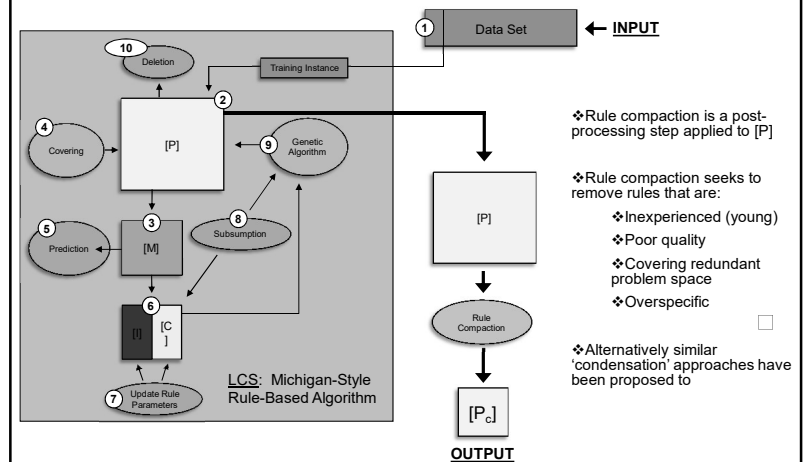 1
Data Set
INPUT
10
Deletion
Training Instance
2
4
Covering
[P]
9
Genetic
Algorithm
❖Rule compaction is a post-
processing step applied to [P]
❖Rule compaction seeks to
remove rules that are:
❖Inexperienced (young)
❖Poor quality
❖Covering redundant
problem space
❖Overspecific
❖Alternatively similar
‘condensation’ approaches have
been proposed to
3
[M]
5
Prediction
8
Subsumption
[P]
6
[I]
[C
]
Rule
Compaction
7
Update Rule
Parameters
LCS: Michigan-Style
Rule-Based Algorithm
[Pc]
OUTPUT